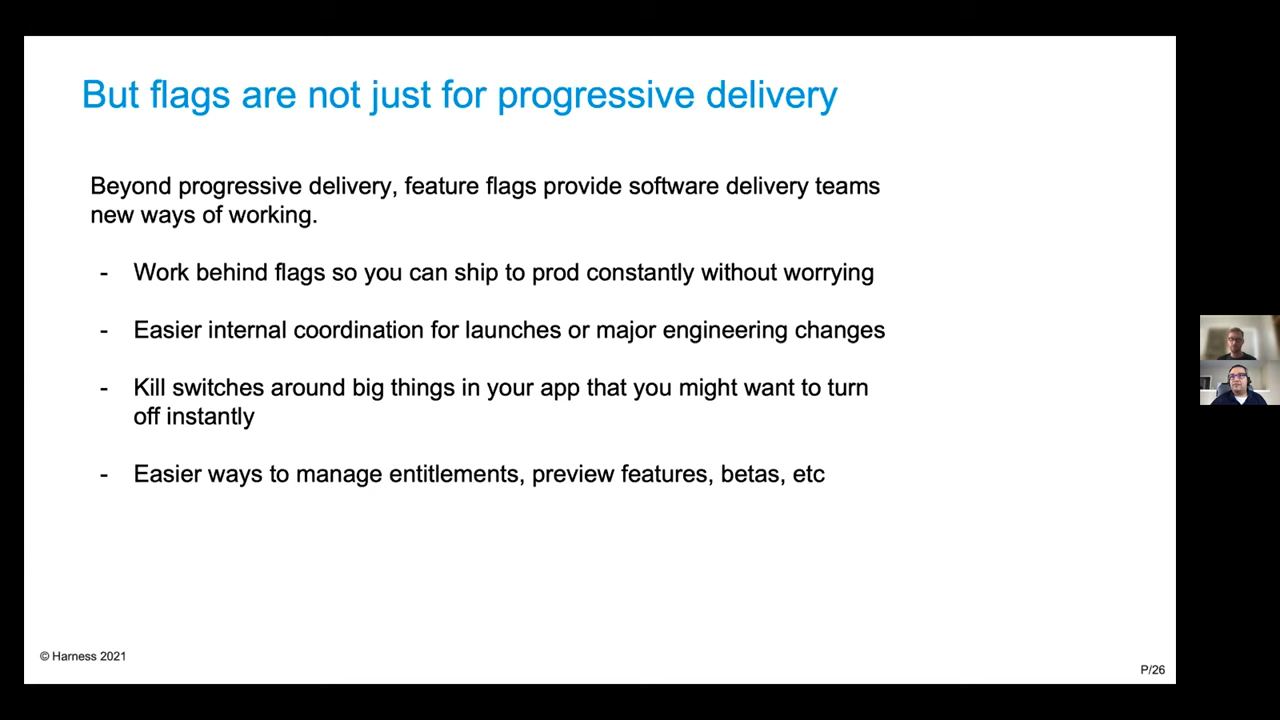 But flags are not just for progressive delivery
Beyond progressive delivery, feature flags provide software delivery teams
new ways of working.
- Work behind flags so you can ship to prod constantly without worrying
- Easier internal coordination for launches or major engineering changes
- Kill switches around big things in your app that you might want to turn
off instantly
- Easier ways to manage entitlements, preview features, betas, etc
© Harness 2021
P/26